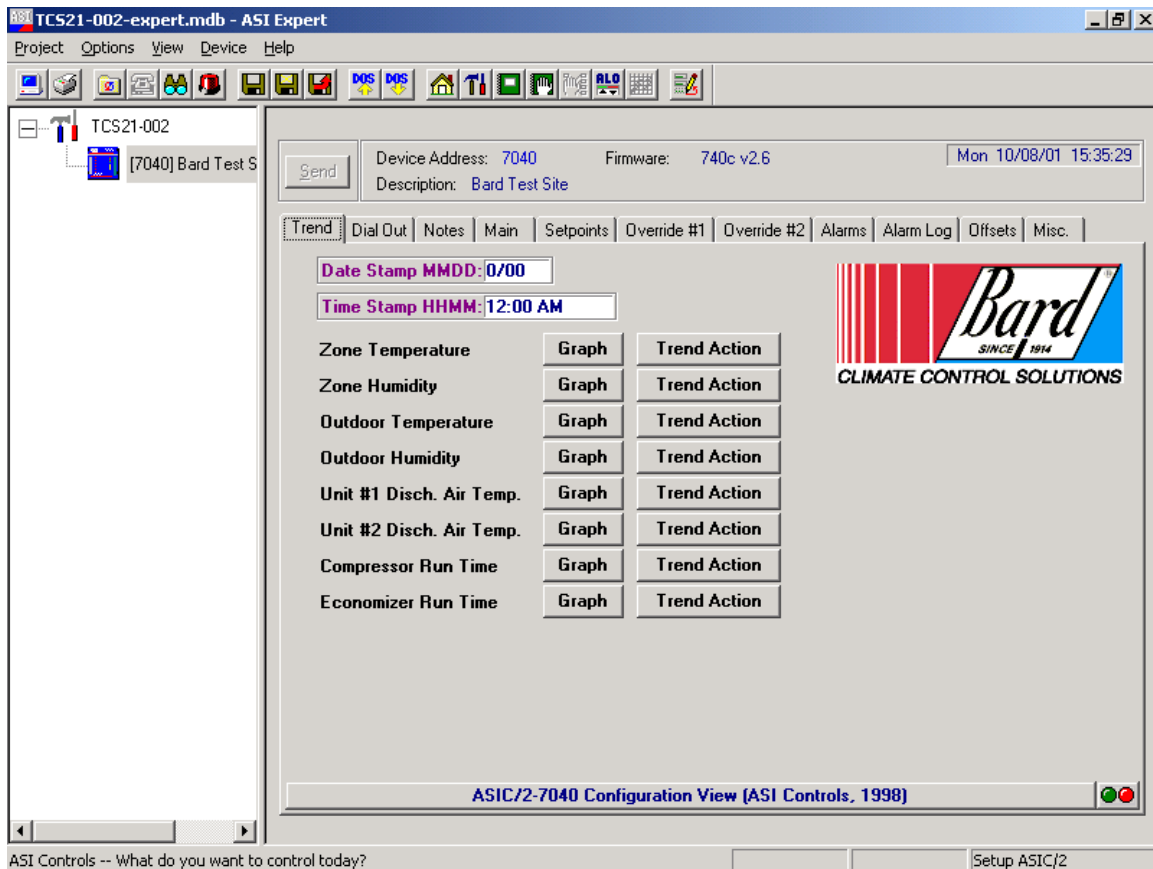 TCS21-002-expert.mdb - ASI Expert
Project Options View Device Help
DOS DOS
ALO
TCS21-002
[7040] Bard Test S
Send
Device Address: 7040 Firmware: 740c v2.6
Mon 10/08/01 15:35:29
Description: Bard Test Site
Trend Dial Out Notes Main Setpoints Override #1 Override #2 Alarms Alarm Log Offsets Misc.
Date Stamp MMDD: 0/00
Time Stamp HHMM: 12:00 AM
Bard ®
SINCE 1914
CLIMATE CONTROL SOLUTIONS
Zone Temperature Graph Trend Action
Zone Humidity Graph Trend Action
Outdoor Temperature Graph Trend Action
Outdoor Humidity Graph Trend Action
Unit #1 Disch. Air Temp. Graph Trend Action
Unit #2 Disch. Air Temp. Graph Trend Action
Compressor Run Time Graph Trend Action
Economizer Run Time Graph Trend Action
ASIC/2-7040 Configuration View (ASI Controls, 1998)
ASI Controls -- What do you want to control today?
Setup ASIC/2